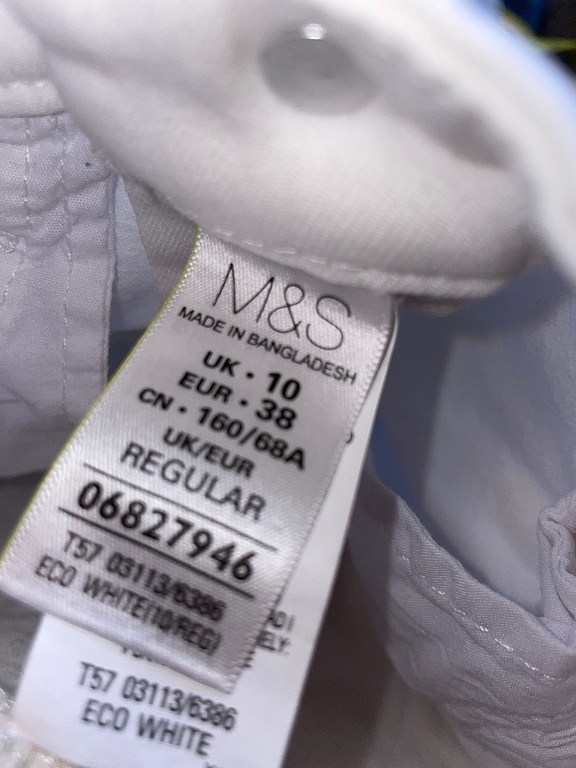 M&S
MADE IN BANGLADESH
UK · 10
EUR · 38
CN · 160/68A
UK/EUR
REGULAR
06827946
T57 03113/6386
ECO WHITE(10/REG)
ELY·
T57 03113/6386
ECO WHITE